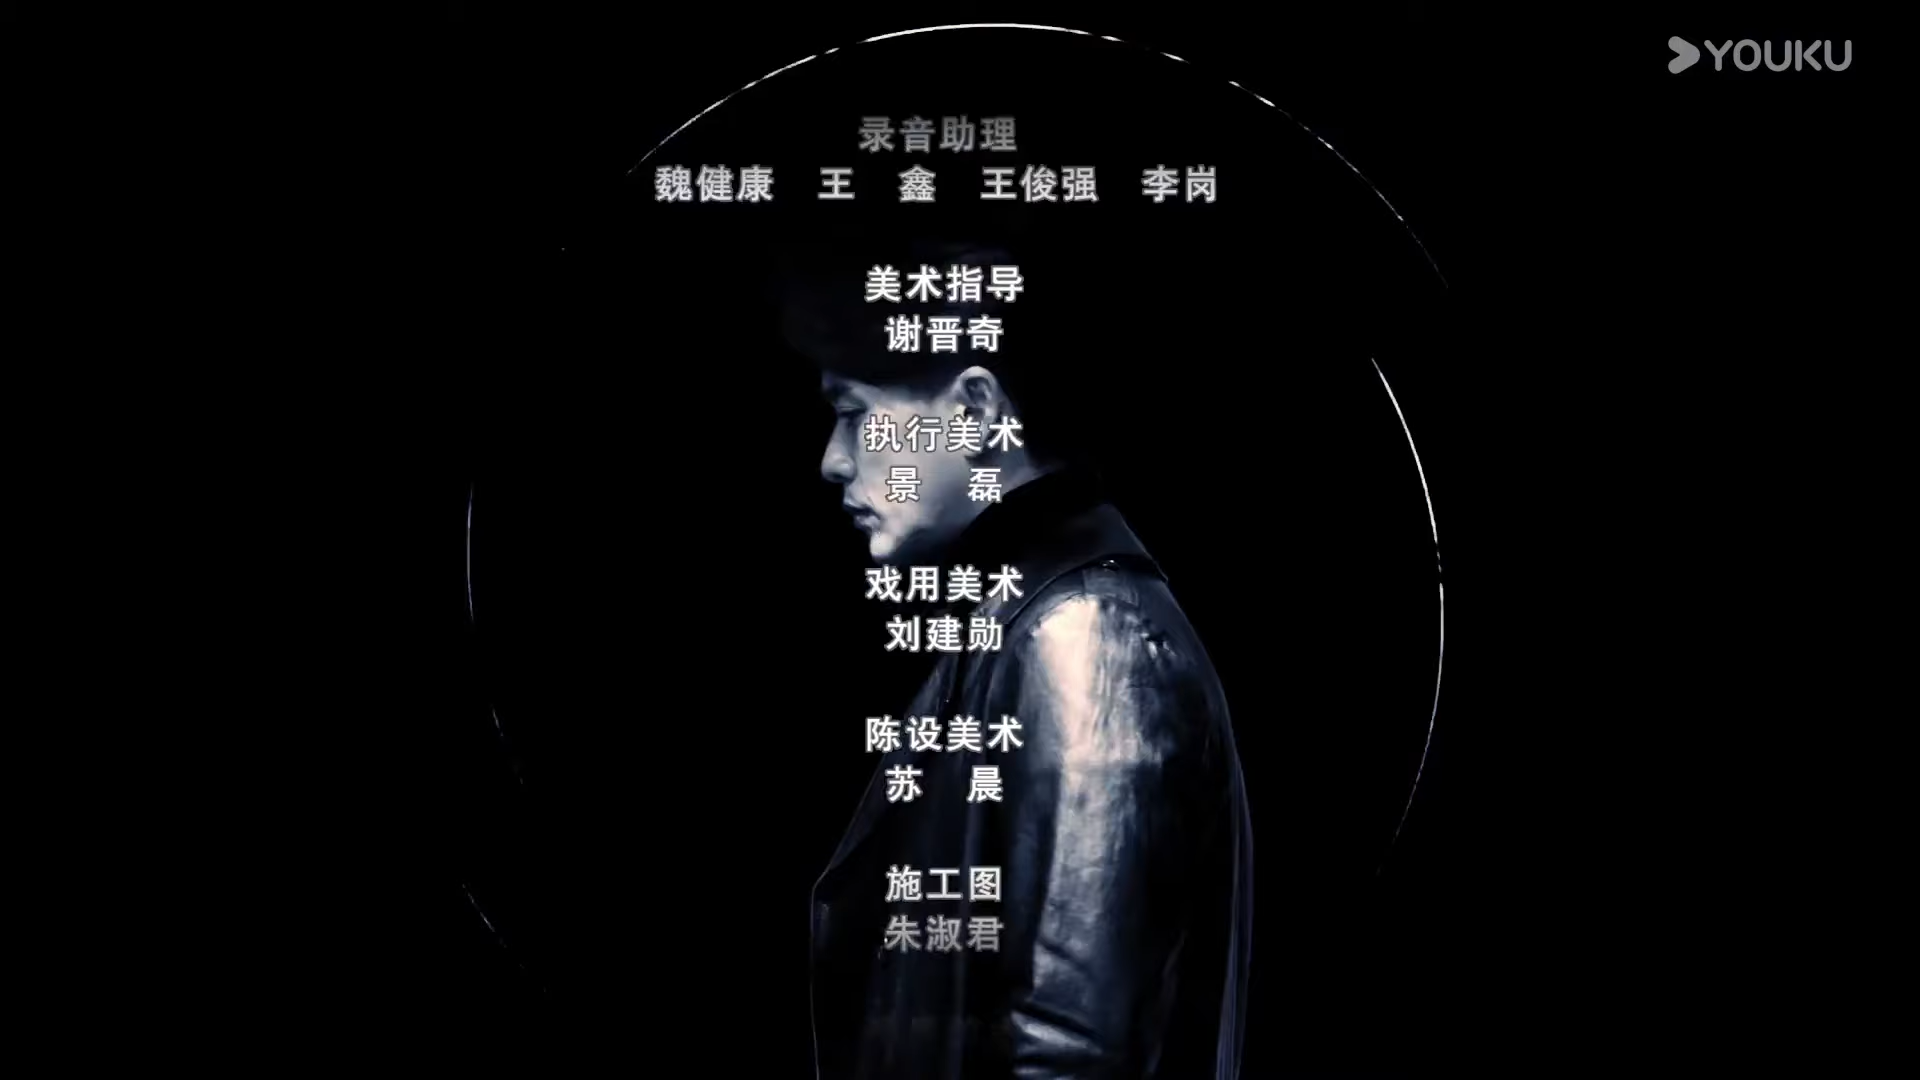 YOUKU
录音助理
魏健康 王 鑫 王俊强 李岗
美术指导
谢晋奇
执行美术
景 磊
戏用美术
刘建勋
陈设美术
苏 晨
施工图
朱淑君